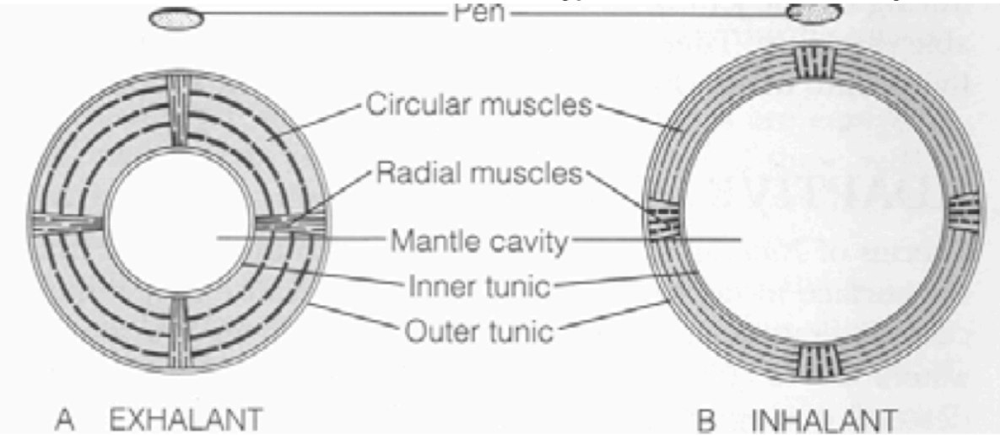 Pen
Circular muscles
Radial muscles
Mantle cavity
Inner tunic
Outer tunic
A EXHALANT
B INHALANT